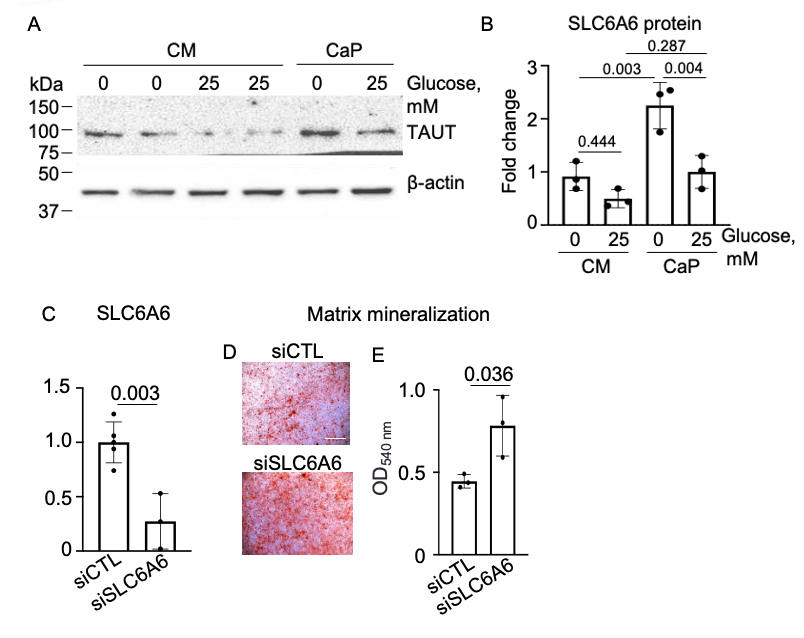 A
CM
CaP
kDa
0 0 25 25 0 25
Glucose,
mM
150
100
TAUT
75
50
β-actin
37
B
SLC6A6 protein
0.287
0.003
0.004
0.444
Fold change
3
2
1
0
0 25 0 25
Glucose,
mM
CM
CaP
C
SLC6A6
0.003
1.5
1.0
0.5
0
siCTL
siSLC6A6
Matrix mineralization
D
siCTL
siSLC6A6
E
0.036
OD540 nm
1.0
0.5
0
siCTL
siSLC6A6